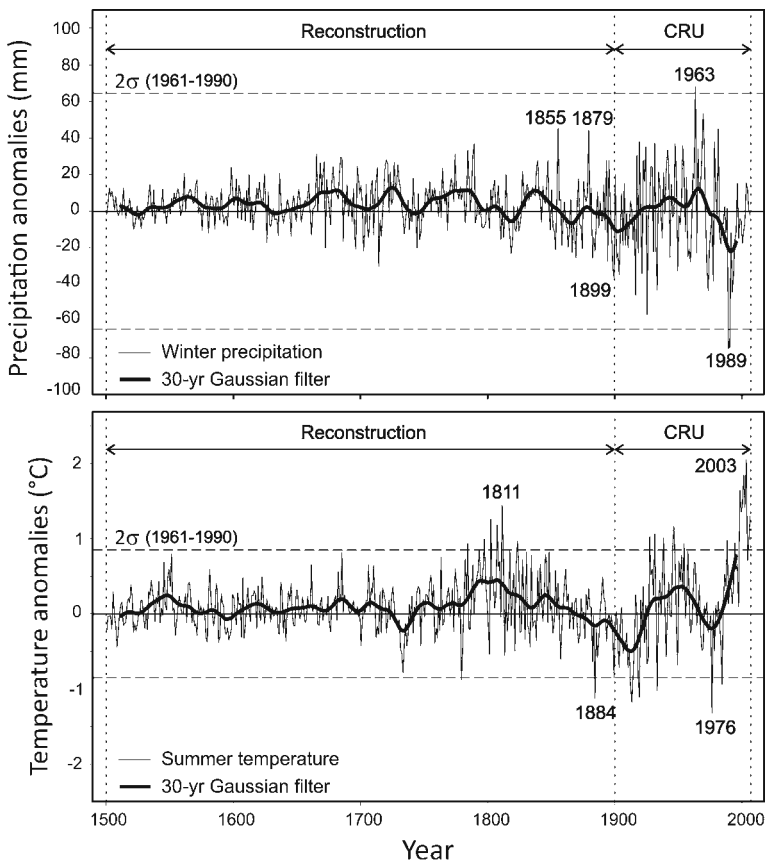 Reconstruction
CRU
100
80
60
40
20
0
-20
-40
-60
-80
-100
Precipitation anomalies (mm)
2σ (1961-1990)
1855
1879
1963
1899
1989
Winter precipitation
30-yr Gaussian filter
Reconstruction
CRU
2
1
0
-1
-2
Temperature anomalies (°C)
2σ (1961-1990)
1811
2003
1884
1976
Summer temperature
30-yr Gaussian filter
1500
1600
1700
1800
1900
2000
Year